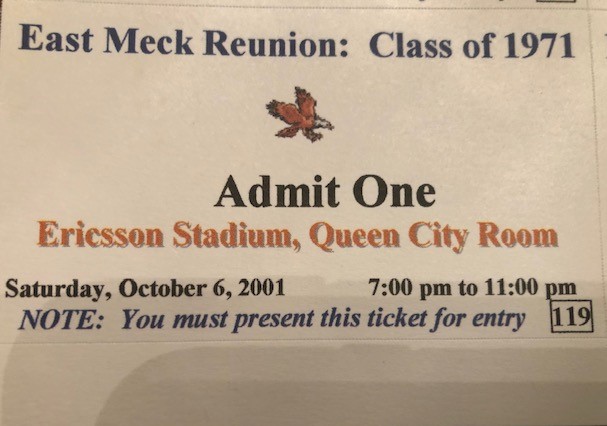 East Meck Reunion: Class of 1971
Admit One
Ericsson Stadium, Queen City Room
Saturday, October 6, 2001 7:00 pm to 11:00 pm
NOTE: You must present this ticket for entry 119